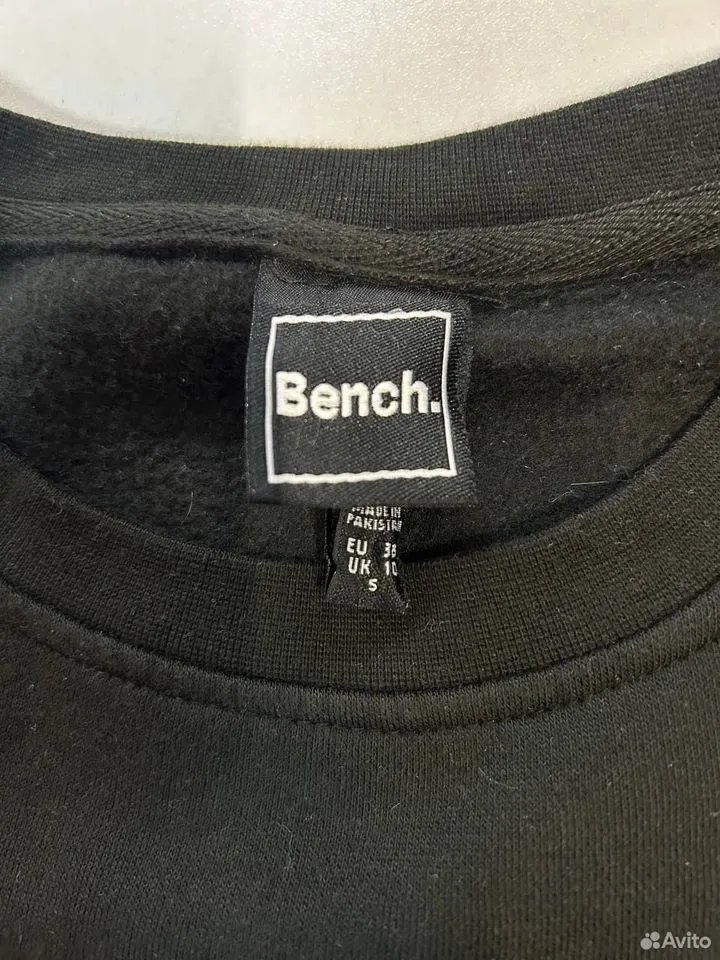 Bench.
MADE IN
PAKISTAN
EU 38
UK 10
S
Avito